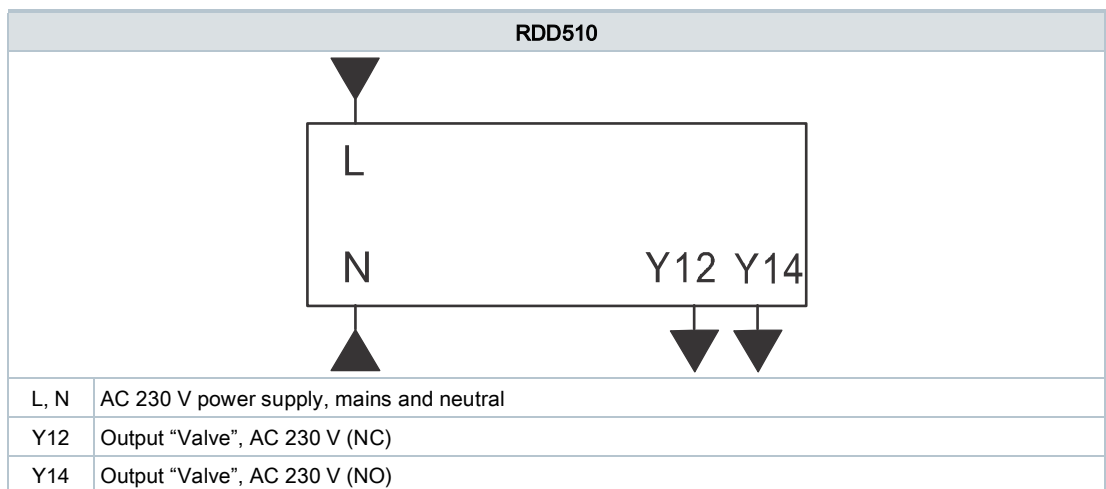 RDD510
L
N Y12 Y14
L, N AC 230 V power supply, mains and neutral
Y12 Output “Valve”, AC 230 V (NC)
Y14 Output “Valve”, AC 230 V (NO)